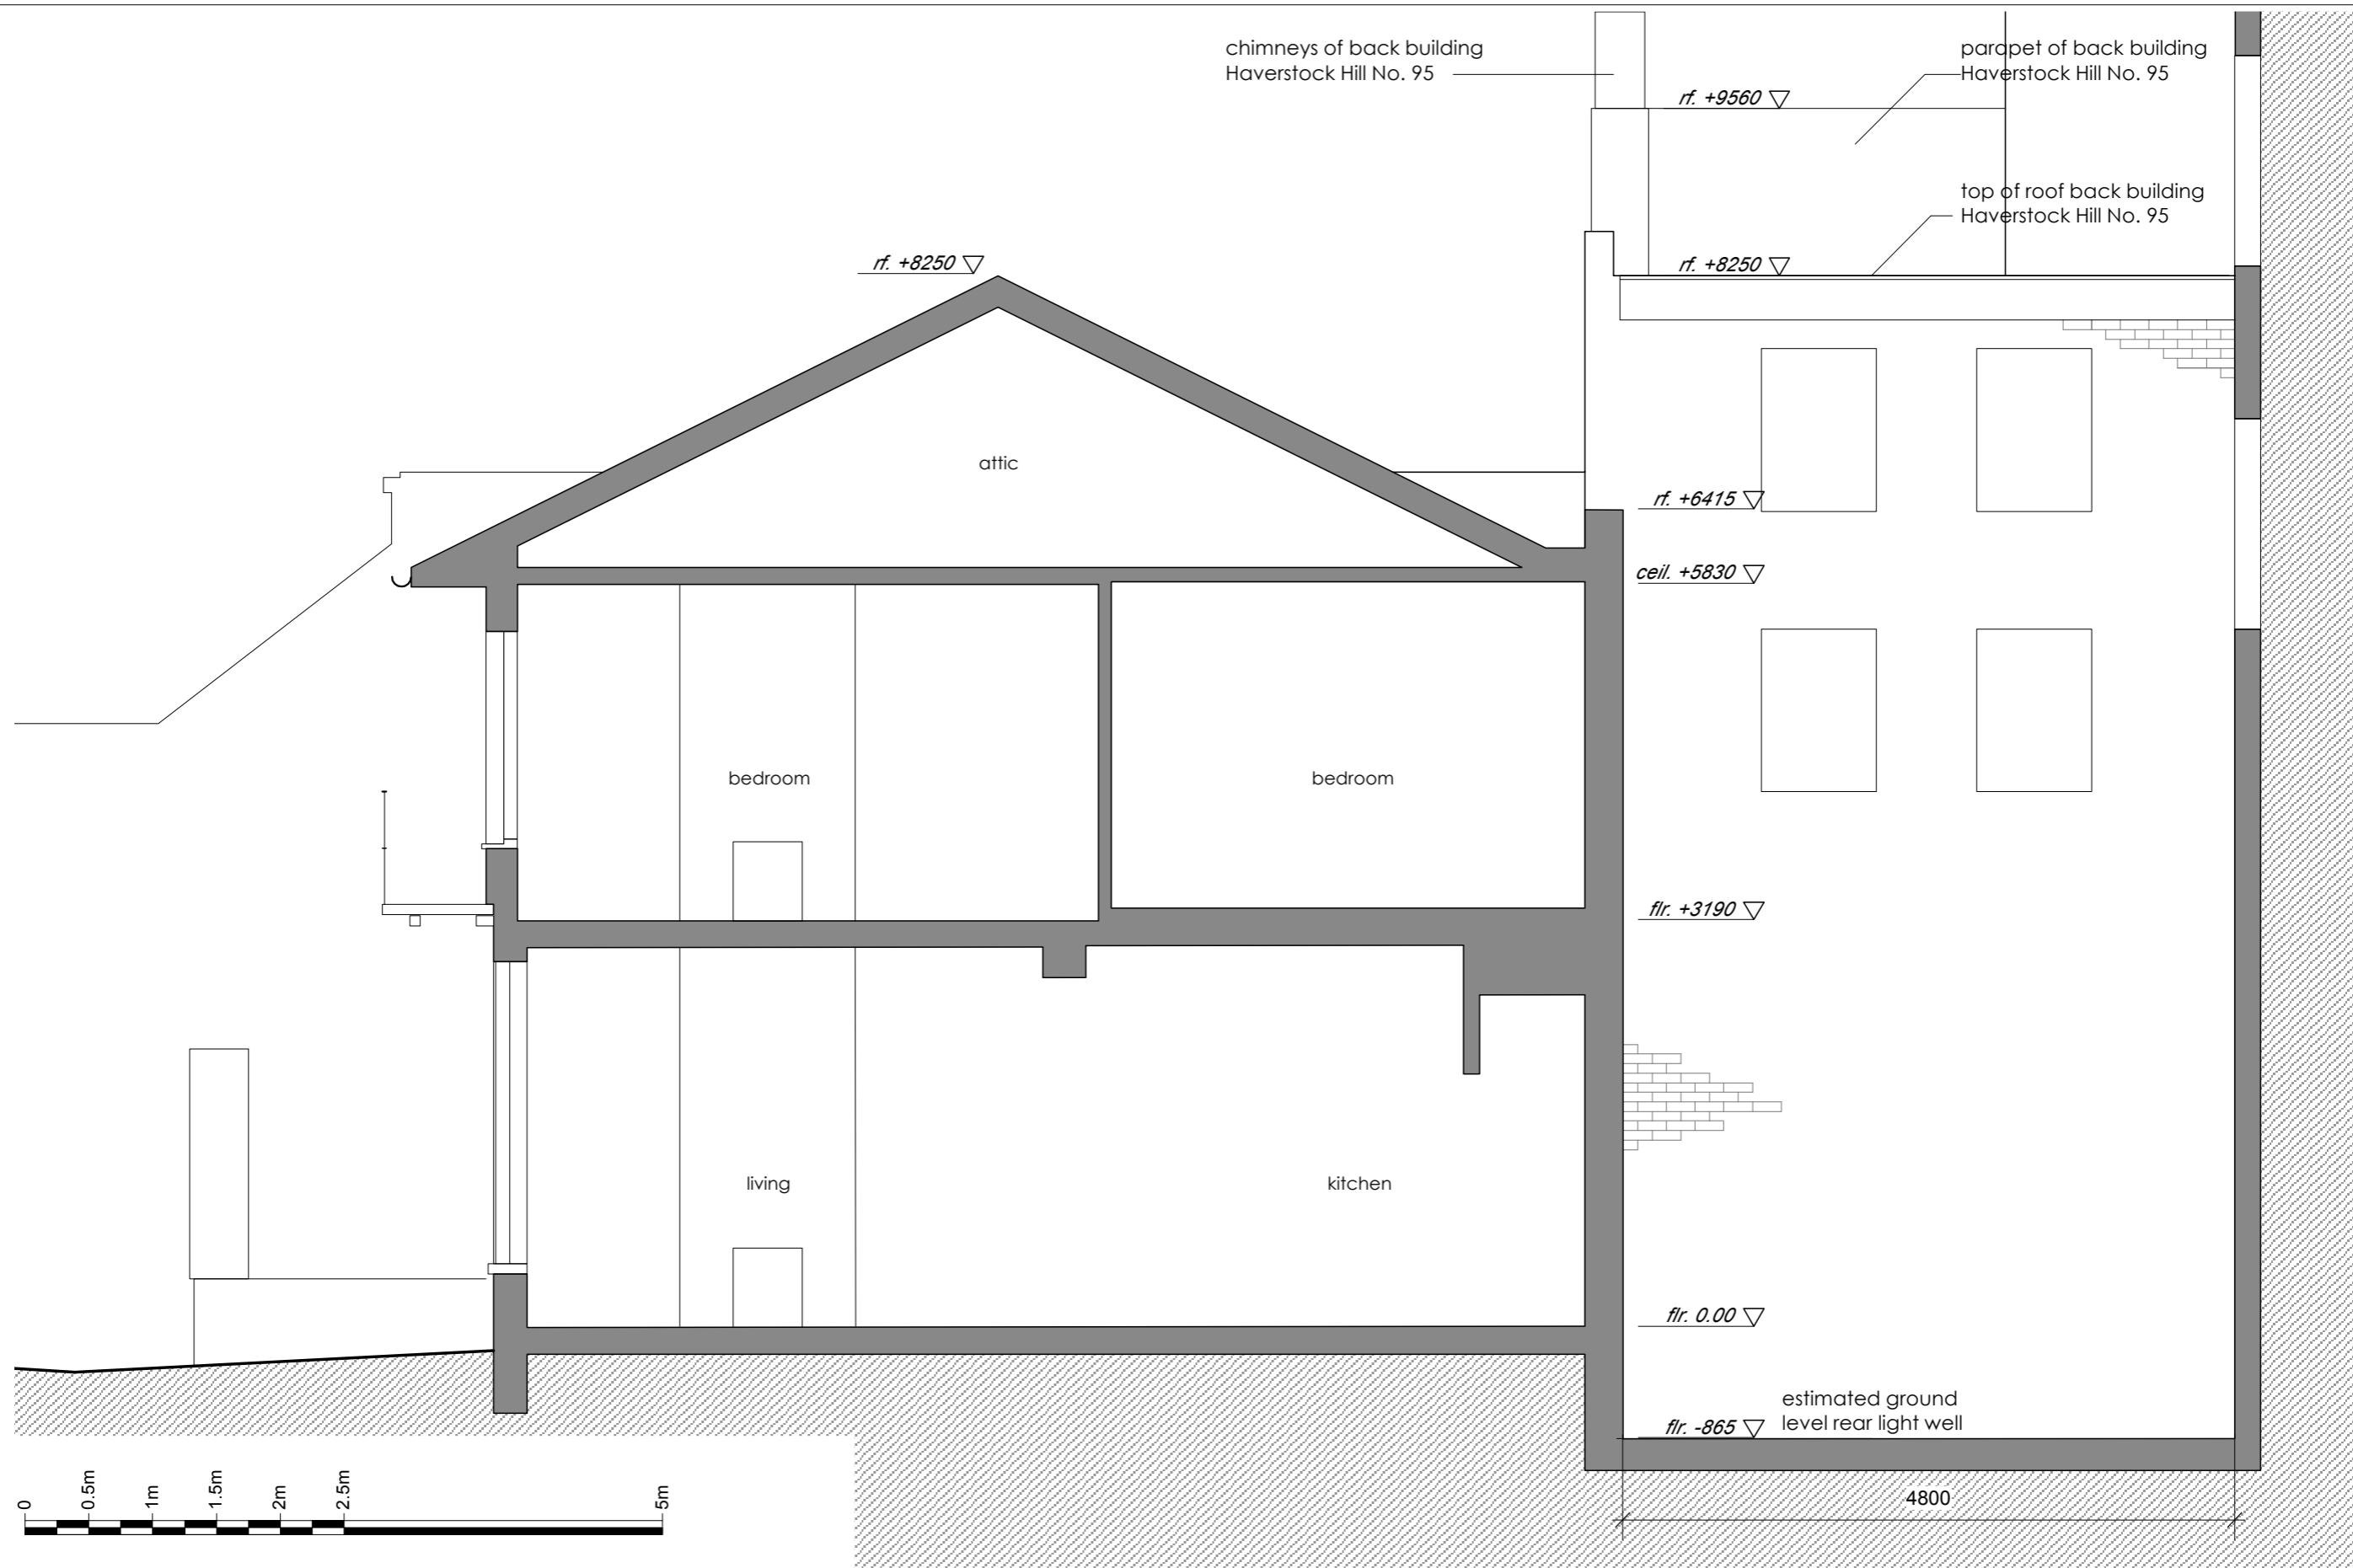 chimneys of back building
Haverstock Hill No. 95
parapet of back building
Haverstock Hill No. 95
rf. +9560
top of roof back building
Haverstock Hill No. 95
rf. +8250
rf. +8250
attic
rf. +6415
ceil. +5830
bedroom
bedroom
flr. +3190
living
kitchen
flr. 0.00
estimated ground
level rear light well
flr. -865
0
0.5m
1m
1.5m
2m
2.5m
5m
4800